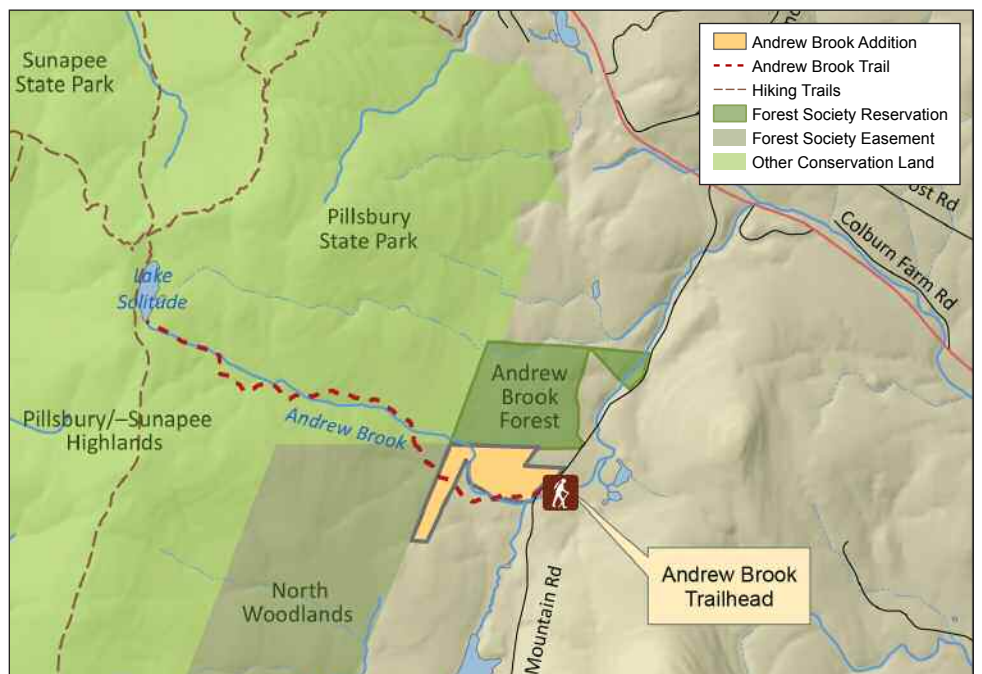 Sunapee
State Park
Andrew Brook Addition
Andrew Brook Trail
Hiking Trails
Forest Society Reservation
Forest Society Easement
Other Conservation Land
Pillsbury
State Park
Colburn Farm Rd
Lake
Solitude
Andrew
Brook
Forest
Pillsbury/–Sunapee
Highlands
Andrew Brook
North
Woodlands
Mountain Rd
Andrew Brook
Trailhead